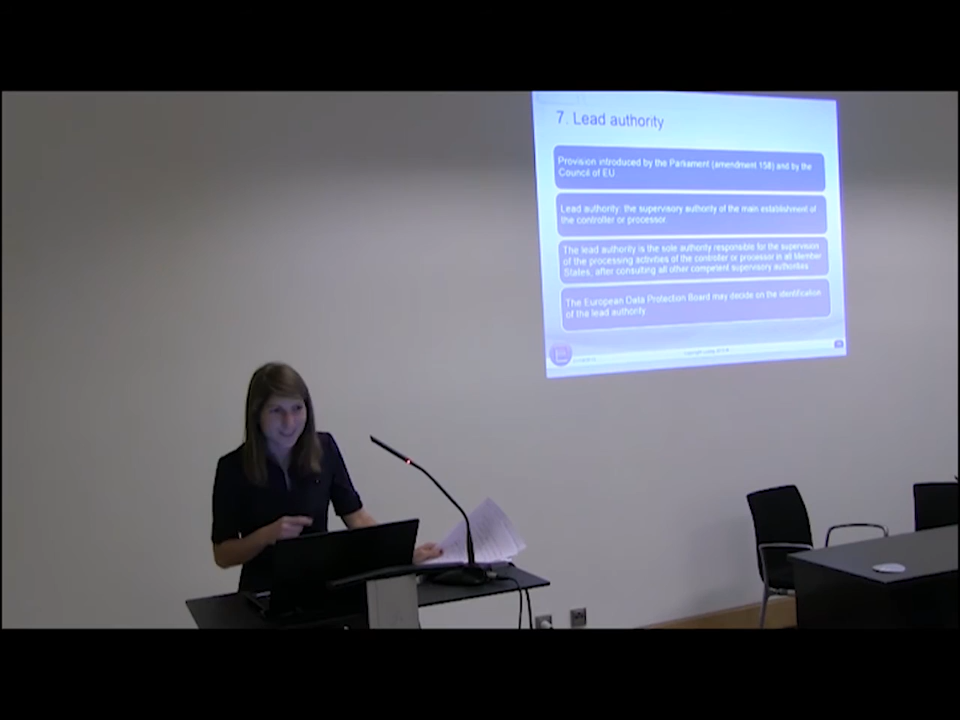 7. Lead authority
Provision introduced by the Parliament (amendment 158) and by the
Council of EU
Lead authority: the supervisory authority of the main establishment of
the controller or processor.
The lead authority is the sole authority responsible for the supervision
of the processing activities of the controller or processor in all Member
States, after consulting all other competent supervisory authorities
The European Data Protection Board may decide on the identification
of the lead authority